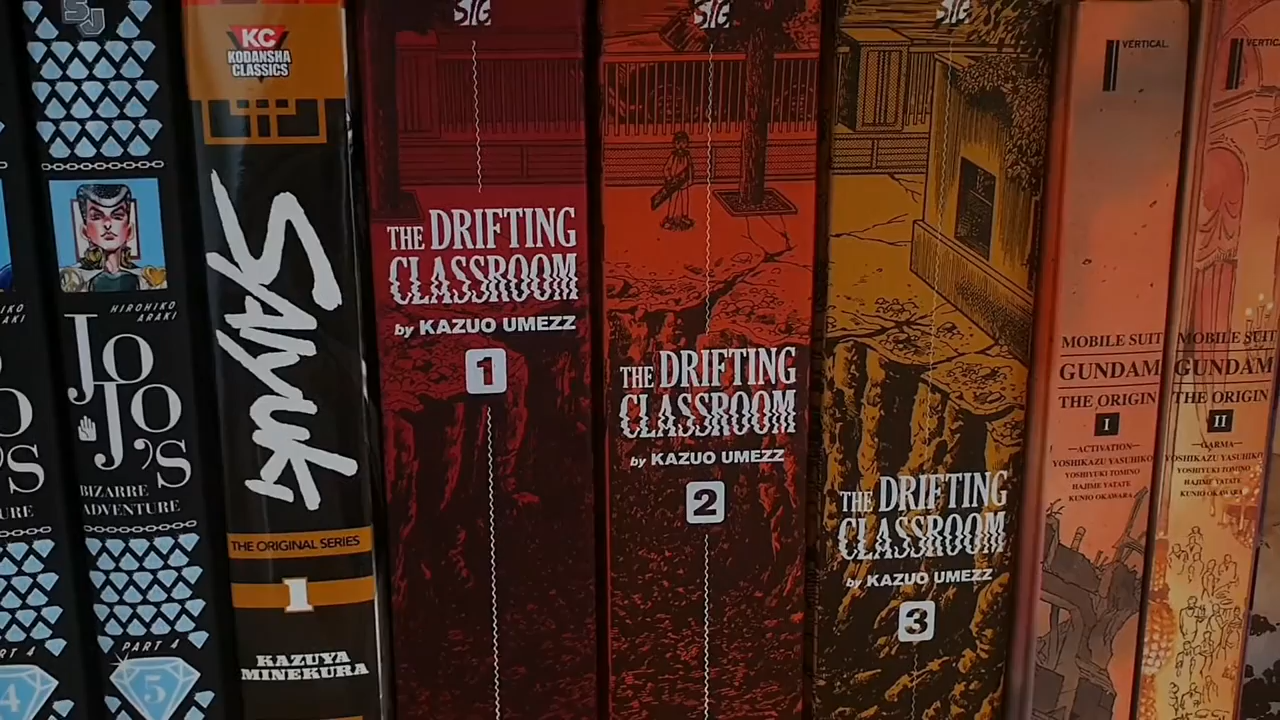 SJ
HIROHIKO
ARAKI
JOJO'S
BIZARRE
ADVENTURE
PART 4
4
5
KC
KODANSHA
CLASSICS
SAIYUKI
THE ORIGINAL SERIES
1
KAZUYA
MINEKURA
THE DRIFTING
CLASSROOM
by KAZUO UMEZZ
1
THE DRIFTING
CLASSROOM
by KAZUO UMEZZ
2
THE DRIFTING
CLASSROOM
by KAZUO UMEZZ
3
VERTICAL.
MOBILE SUIT
GUNDAM
THE ORIGIN
I
—ACTIVATION—
YOSHIKAZU YASUHIKO
YOSHIYUKI TOMINO
HAJIME YATATE
KUNIO OKAWARA
MOBILE SUIT
GUNDAM
THE ORIGIN
II
—GARMA—
YOSHIKAZU YASUHIKO
YOSHIYUKI TOMINO
HAJIME YATATE
KUNIO OKAWARA